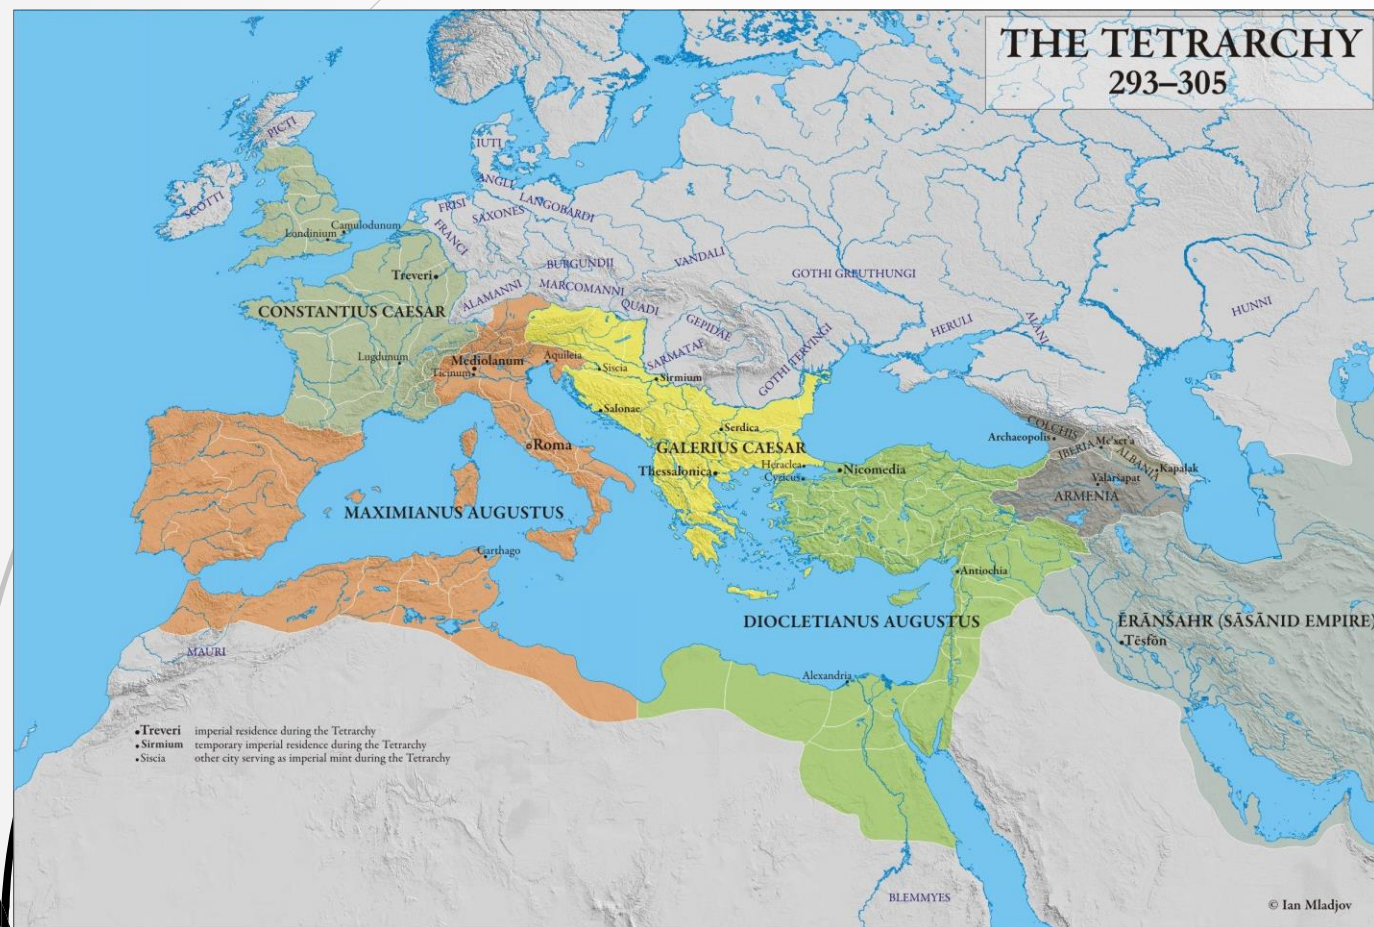 THE TETRARCHY
293–305
PICTI
IUTI
SCOTTI
ANGLI
FRISI
SAXONES
LANGOBARDI
Camulodunum
Londinium
FRANCI
VANDALI
BURGUNDII
Treveri
GOTHI GREUTHUNGI
MARCOMANNI
ALAMANNI
QUADI
HUNNI
CONSTANTIUS CAESAR
GEPIDAE
HERULI
ALANI
Lugdunum
Mediolanum
Aquileia
SARMATAE
GOTHI TERVINGI
Ticinum
Siscia
Sirmium
Salonae
COLCHIS
Serdica
Archaeopolis
Roma
GALERIUS CAESAR
IBERIA
ALBANIA
Heraclea
Thessalonica
Nicomedia
Kapałak
Cyzicus
Vałaršapat
ARMENIA
MAXIMIANUS AUGUSTUS
Carthago
Antiochia
DIOCLETIANUS AUGUSTUS
ĒRĀNŠAHR (SĀSĀNID EMPIRE)
Tēsfōn
MAURI
Alexandria
Treveri imperial residence during the Tetrarchy
Sirmium temporary imperial residence during the Tetrarchy
Siscia other city serving as imperial mint during the Tetrarchy
BLEMMYES
© Ian Mladjov